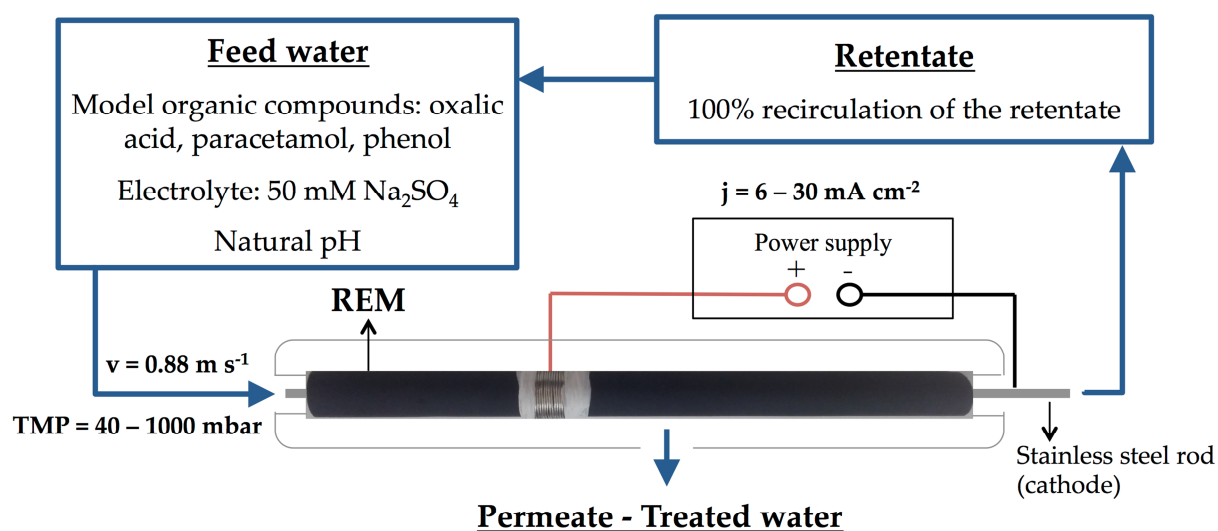 Feed water
Model organic compounds: oxalic
acid, paracetamol, phenol
Electrolyte: 50 mM Na₂SO₄
Natural pH
Retentate
100% recirculation of the retentate
j = 6 – 30 mA cm⁻²
Power supply
+ -
REM
v = 0.88 m s⁻¹
TMP = 40 – 1000 mbar
Stainless steel rod
(cathode)
Permeate - Treated water